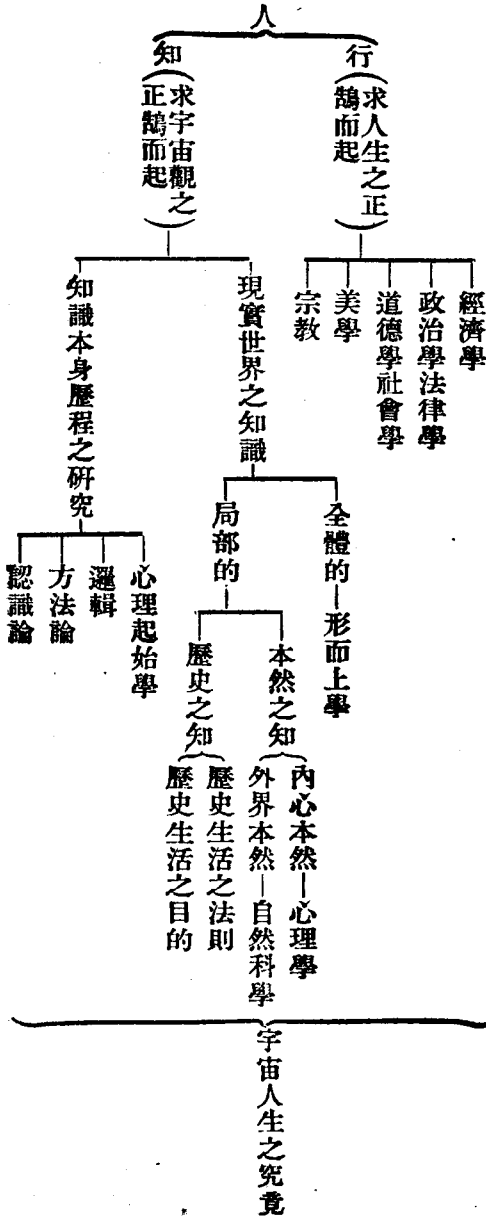 人
行（求人生之正
鵠而起）
經濟學
政治學法律學
道德學社會學
美學
宗教
知（求宇宙觀之
正鵠而起）
現實世界之知識
全體的—形而上學
局部的
本然之知
內心本然—心理學
外界本然—自然科學
歷史之知
歷史生活之法則
歷史生活之目的
知識本身歷程之研究
心理起始學
邏輯
方法論
認識論
宇宙人生之究竟